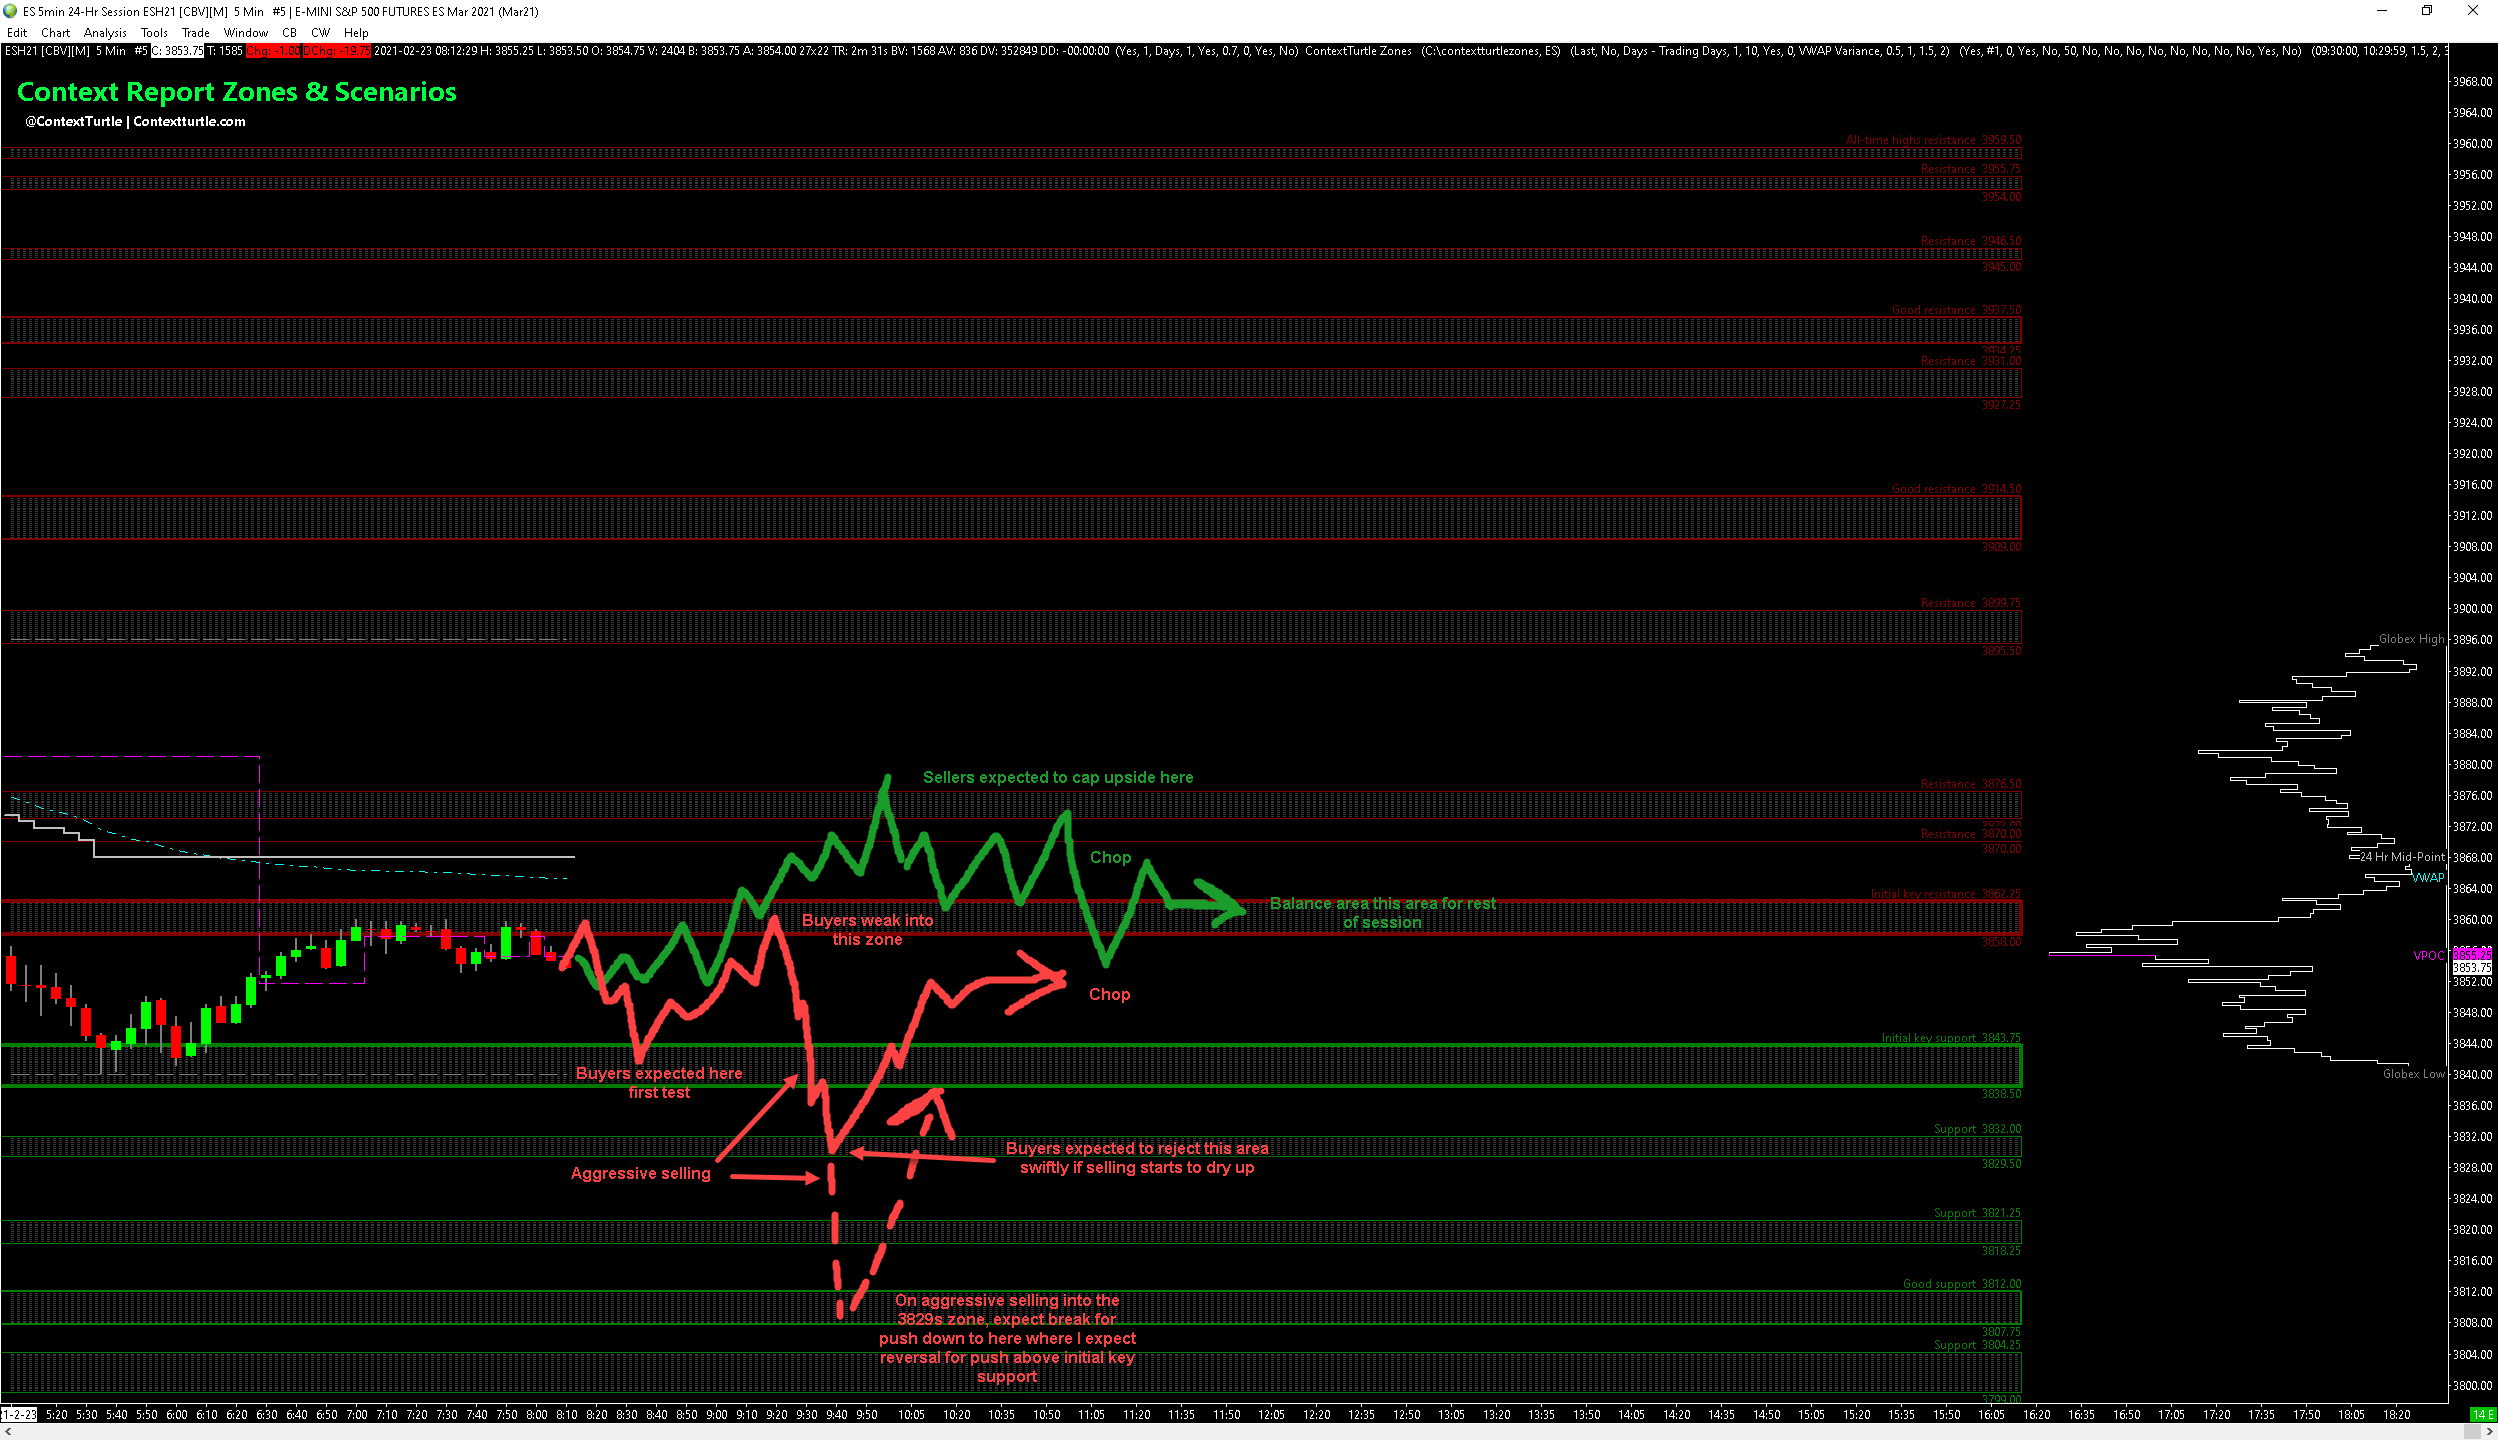 ES 5min 24-Hr Session ESH21 [CBV][M] 5 Min #5 | E-MINI S&P 500 FUTURES ES Mar 2021 (Mar21)
Edit Chart Analysis Tools Trade Window CB CW Help
ESH21 [CBV][M] 5 Min #5 C: 3853.75 T: 1585 Chg: -1.00 DChg: -19.75 2021-02-23 08:12:29 H: 3855.25 L: 3853.50 O: 3854.75 V: 2404 B: 3853.75 A: 3854.00 27x22 TR: 2m 31s BV: 1568 AV: 836 DV: 352849 DD: -00:00:00 (Yes, 1, Days, 1, Yes, 0.7, 0, Yes, No) ContextTurtle Zones (C:\contextturtlezones, ES) (Last, No, Days - Trading Days, 1, 10, Yes, 0, VWAP Variance, 0.5, 1, 1.5, 2) (Yes, #1, 0, Yes, No, 50, No, No, No, No, No, No, No, No, Yes, No) (09:30:00, 10:29:59, 1.5, 2, 3
Context Report Zones & Scenarios
@ContextTurtle | Contextturtle.com
All-time highs resistance 3959.50
Resistance 3955.75
3954.00
Resistance 3946.50
3945.00
Good resistance 3937.50
3934.25
Resistance 3931.00
3927.25
Good resistance 3914.50
3909.00
Resistance 3899.75
3895.50
Resistance 3876.50
3873.00
Resistance 3870.00
3870.00
Initial key resistance 3862.25
3858.00
Initial key support 3843.75
3838.50
Support 3832.00
3829.50
Support 3821.25
3818.25
Good support 3812.00
3807.75
Support 3804.25
3799.00
Sellers expected to cap upside here
Chop
Balance area this area for rest
of session
Buyers weak into
this zone
Chop
Buyers expected here
first test
Aggressive selling
Buyers expected to reject this area
swiftly if selling starts to dry up
On aggressive selling into the
3829s zone, expect break for
push down to here where I expect
reversal for push above initial key
support
Globex High
24 Hr Mid-Point
VWAP
VPOC
Globex Low
3968.00
3964.00
3960.00
3956.00
3952.00
3948.00
3944.00
3940.00
3936.00
3932.00
3928.00
3924.00
3920.00
3916.00
3912.00
3908.00
3904.00
3900.00
3896.00
3892.00
3888.00
3884.00
3880.00
3876.00
3872.00
3868.00
3864.00
3860.00
3855.25
3853.75
3852.00
3848.00
3844.00
3840.00
3836.00
3832.00
3828.00
3824.00
3820.00
3816.00
3812.00
3808.00
3804.00
3800.00
1-2-23 5:20 5:30 5:40 5:50 6:00 6:10 6:20 6:30 6:40 6:50 7:00 7:10 7:20 7:30 7:40 7:50 8:00 8:10 8:20 8:30 8:40 8:50 9:00 9:10 9:20 9:30 9:40 9:50 10:05 10:20 10:35 10:50 11:05 11:20 11:35 11:50 12:05 12:20 12:35 12:50 13:05 13:20 13:35 13:50 14:05 14:20 14:35 14:50 15:05 15:20 15:35 15:50 16:05 16:20 16:35 16:50 17:05 17:20 17:35 17:50 18:05 18:20
14 E